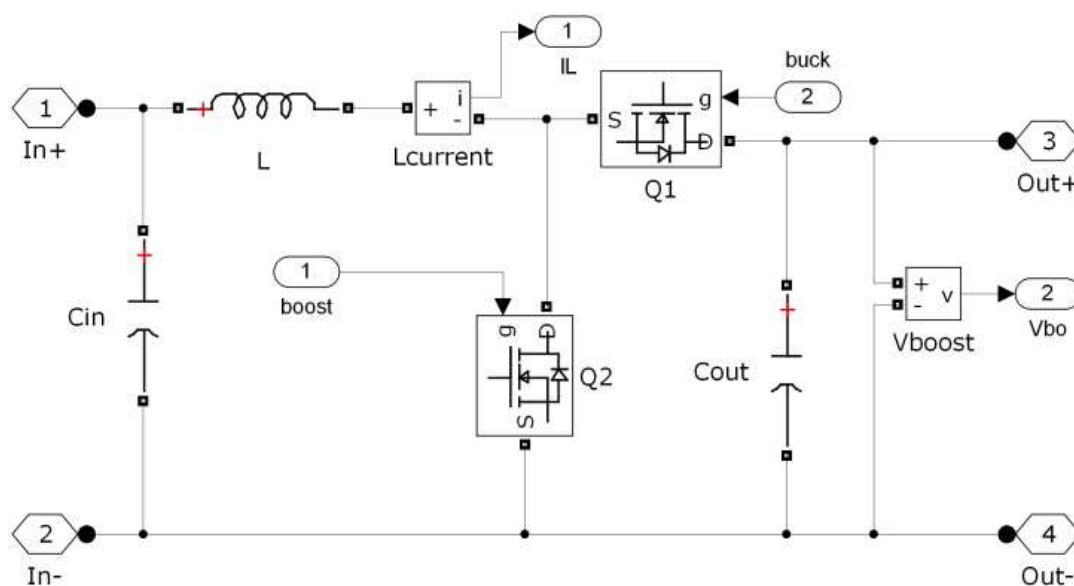 1
IL
buck
2
1
In+
L
+
i
-
Lcurrent
S
g
D
Q1
3
Out+
1
boost
Cin
g
D
S
Q2
Cout
+
-
v
Vboost
2
Vbo
2
In-
4
Out-